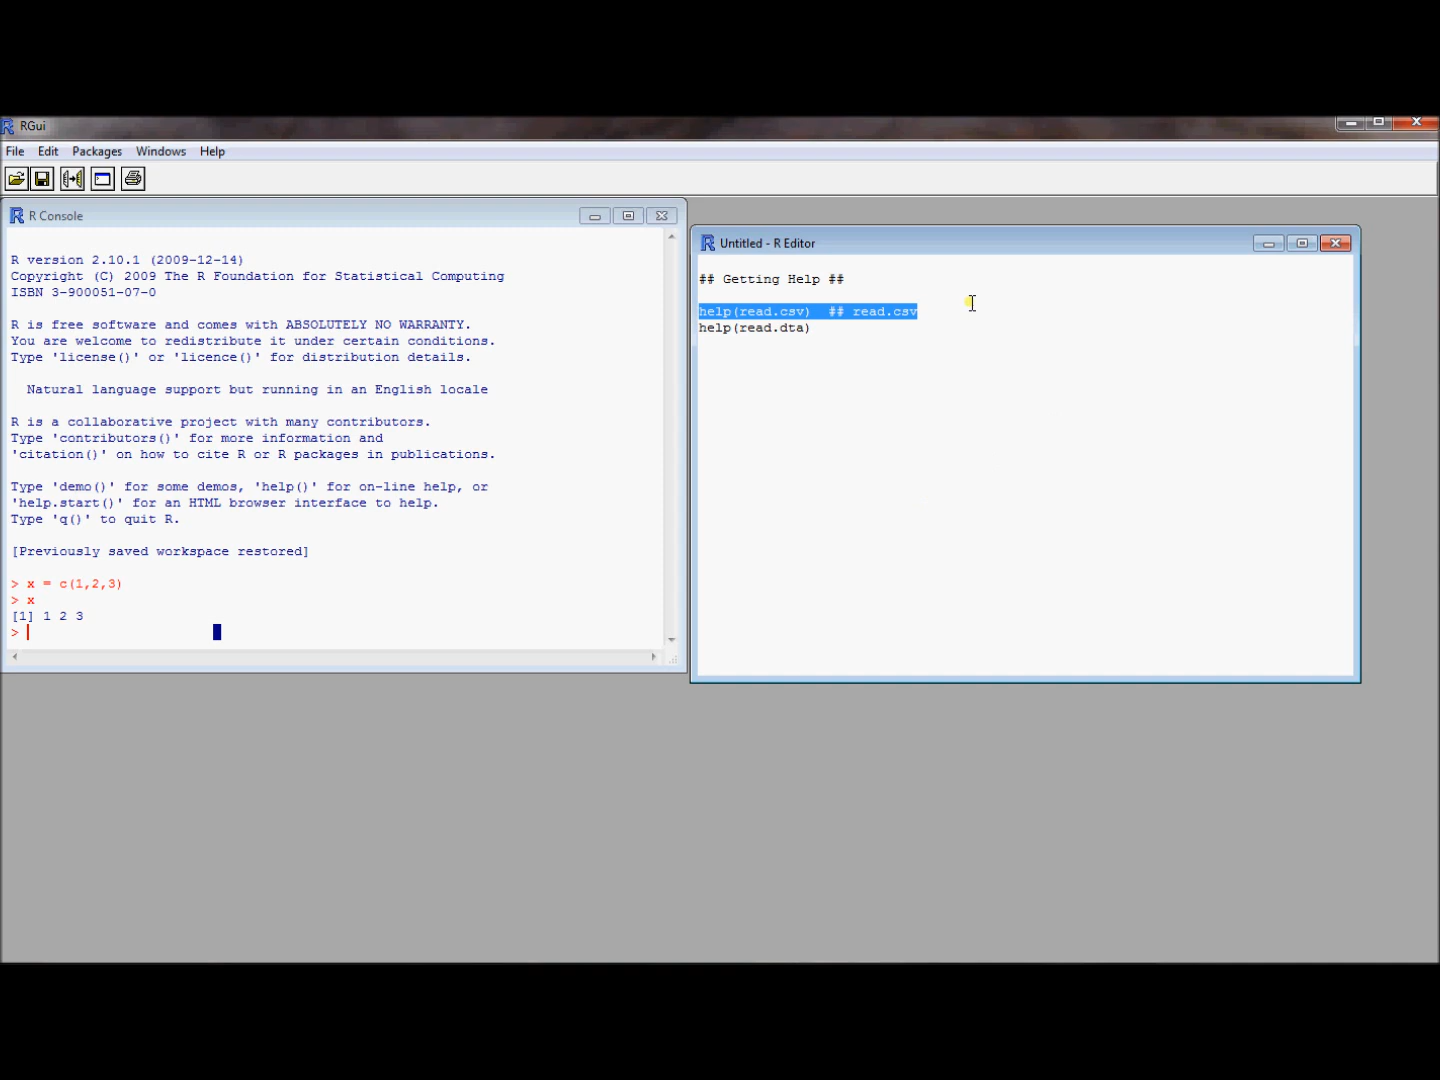 RGui
File Edit Packages Windows Help
R Console
R version 2.10.1 (2009-12-14)
Copyright (C) 2009 The R Foundation for Statistical Computing
ISBN 3-900051-07-0
R is free software and comes with ABSOLUTELY NO WARRANTY.
You are welcome to redistribute it under certain conditions.
Type 'license()' or 'licence()' for distribution details.
Natural language support but running in an English locale
R is a collaborative project with many contributors.
Type 'contributors()' for more information and
'citation()' on how to cite R or R packages in publications.
Type 'demo()' for some demos, 'help()' for on-line help, or
'help.start()' for an HTML browser interface to help.
Type 'q()' to quit R.
[Previously saved workspace restored]
> x = c(1,2,3)
> x
[1] 1 2 3
>
Untitled - R Editor
## Getting Help ##
help(read.csv)  ## read.csv
help(read.dta)